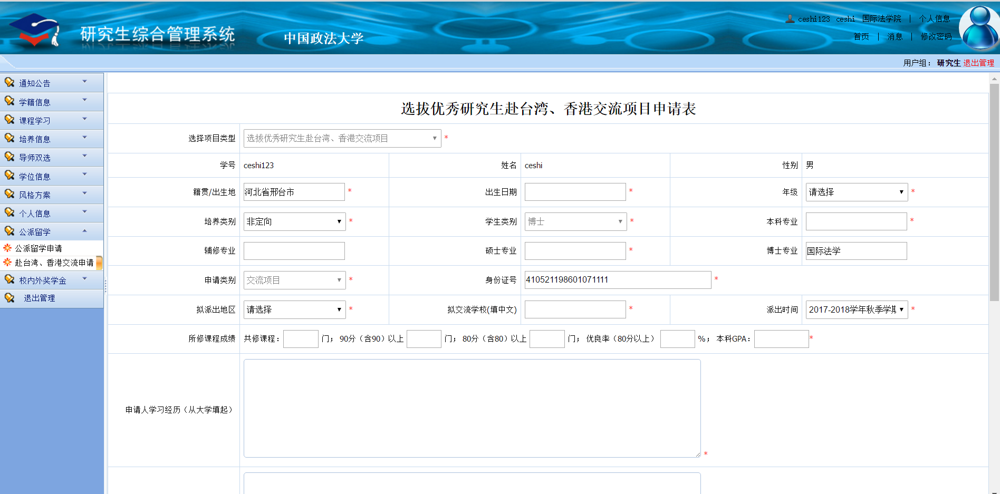 研究生综合管理系统
中国政法大学
ceshi123 ceshi 国际法学院 | 个人信息
首页 | 消息 | 修改密码
用户组: 研究生 退出管理
通知公告
学籍信息
课程学习
培养信息
导师双选
学位信息
风格方案
个人信息
公派留学
公派留学申请
赴台湾、香港交流申请
校内外奖学金
退出管理
选拔优秀研究生赴台湾、香港交流项目申请表
选择项目类型 选拔优秀研究生赴台湾、香港交流项目 *
学号 ceshi123 姓名 ceshi 性别 男
籍贯/出生地 河北省邢台市 * 出生日期 * 年级 请选择 *
培养类别 非定向 * 学生类别 博士 * 本科专业 *
辅修专业 硕士专业 * 博士专业 国际法学
申请类别 交流项目 * 身份证号 410521198601071111 *
拟派出地区 请选择 * 拟交流学校(填中文) * 派出时间 2017-2018学年秋季学期 *
所修课程成绩 共修课程: 门; 90分（含90）以上 门; 80分（含80）以上 门; 优良率（80分以上） %; 本科GPA: *
申请人学习经历（从大学填起） *